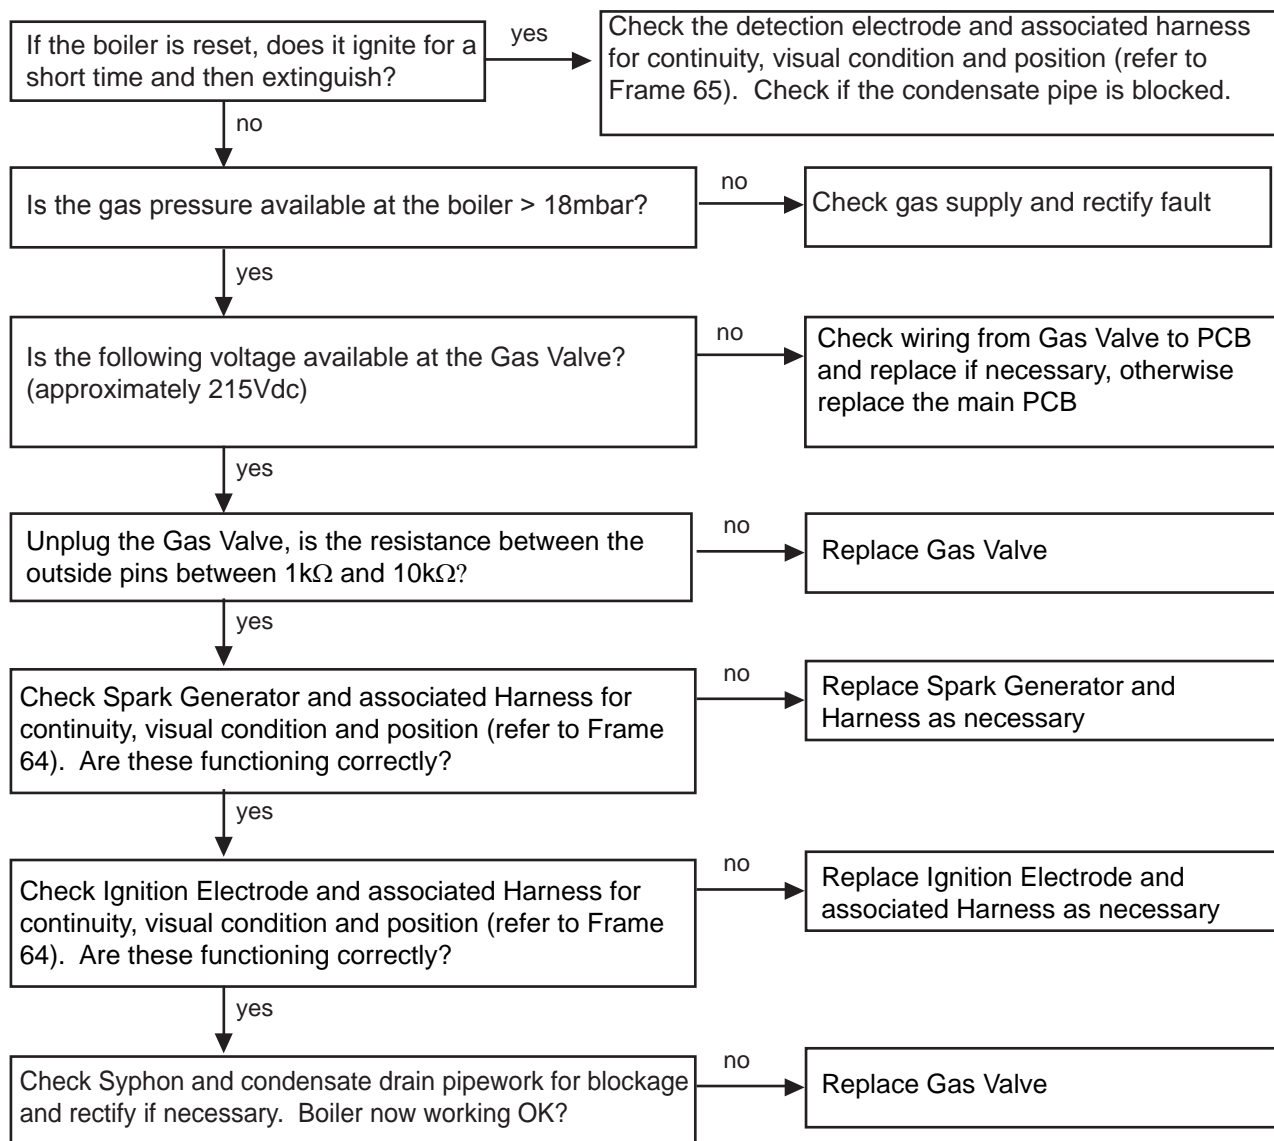 If the boiler is reset, does it ignite for a
short time and then extinguish?
yes
Check the detection electrode and associated harness
for continuity, visual condition and position (refer to
Frame 65).  Check if the condensate pipe is blocked.
no
Is the gas pressure available at the boiler > 18mbar?
no
Check gas supply and rectify fault
yes
Is the following voltage available at the Gas Valve?
(approximately 215Vdc)
no
Check wiring from Gas Valve to PCB
and replace if necessary, otherwise
replace the main PCB
yes
Unplug the Gas Valve, is the resistance between the
outside pins between 1kΩ and 10kΩ?
no
Replace Gas Valve
yes
Check Spark Generator and associated Harness for
continuity, visual condition and position (refer to Frame
64).  Are these functioning correctly?
no
Replace Spark Generator and
Harness as necessary
yes
Check Ignition Electrode and associated Harness for
continuity, visual condition and position (refer to Frame
64).  Are these functioning correctly?
no
Replace Ignition Electrode and
associated Harness as necessary
yes
Check Syphon and condensate drain pipework for blockage
and rectify if necessary.  Boiler now working OK?
no
Replace Gas Valve